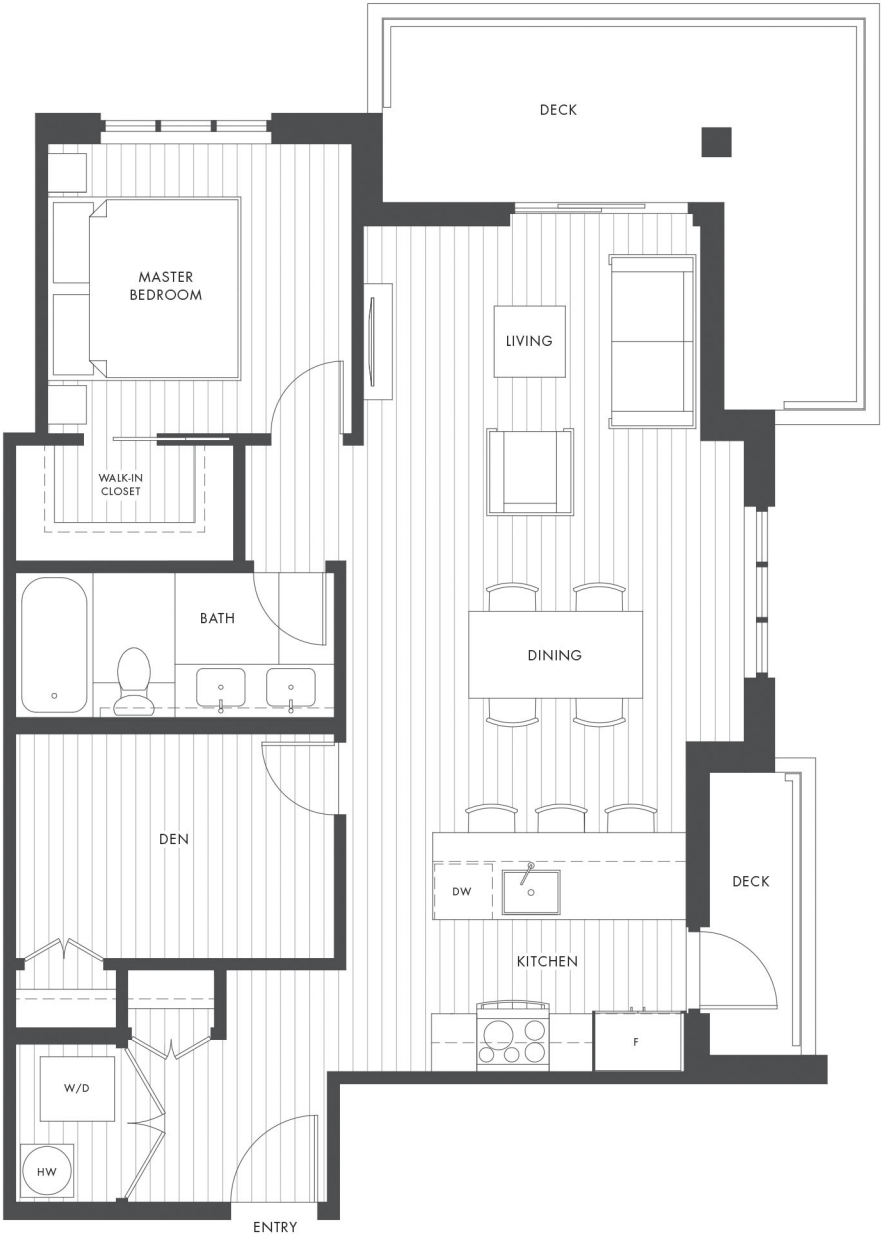 DECK
MASTER
BEDROOM
LIVING
WALK-IN
CLOSET
BATH
DINING
DEN
DW
DECK
KITCHEN
F
W/D
HW
ENTRY